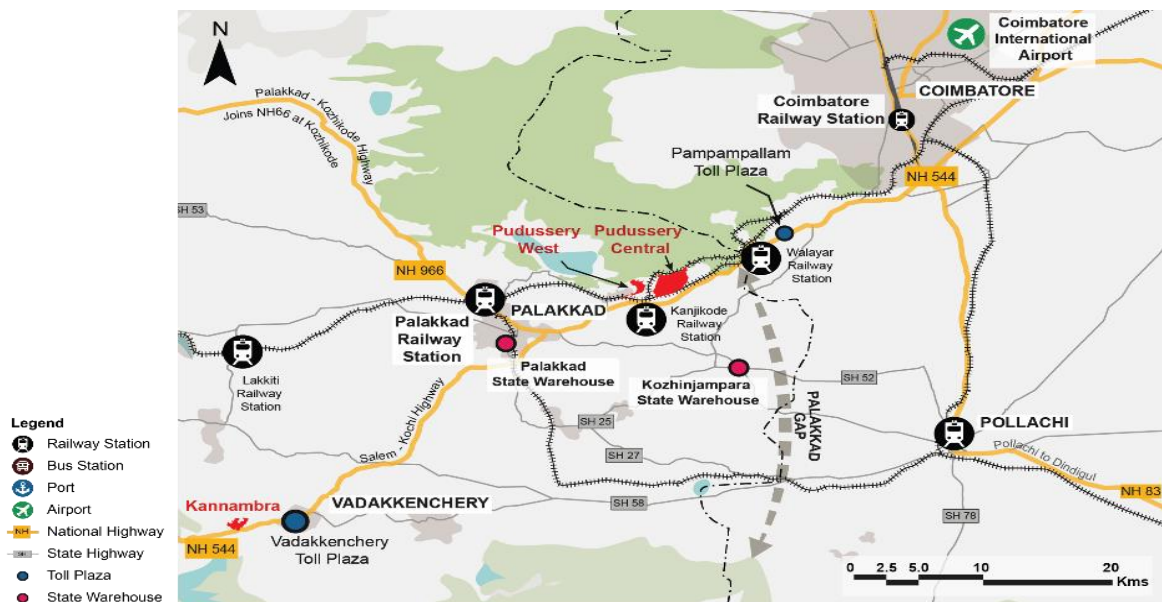 N
Coimbatore
International
Airport
COIMBATORE
Coimbatore
Railway Station
Palakkad - Kozhikode
Highway
Joins NH66 at
Kozhikode
Pampampallam
Toll Plaza
NH 544
SH 53
Pudussery
West
Pudussery
Central
Walayar
Railway
Station
NH 966
PALAKKAD
Kanjikode
Railway
Station
Palakkad
Railway
Station
Palakkad
State Warehouse
Kozhinjampara
State Warehouse
SH 52
Lakkiti
Railway
Station
PALAKKAD
GAP
Salem - Kochi Highway
SH 25
POLLACHI
Pollachi to Dindigul
SH 27
NH 83
Kannambra
VADAKKENCHERY
SH 58
SH 78
Vadakkenchery
Toll Plaza
NH 544
0 2.5 5.0 10 20
Kms
Legend
Railway Station
Bus Station
Port
Airport
NH National Highway
SH State Highway
Toll Plaza
State Warehouse